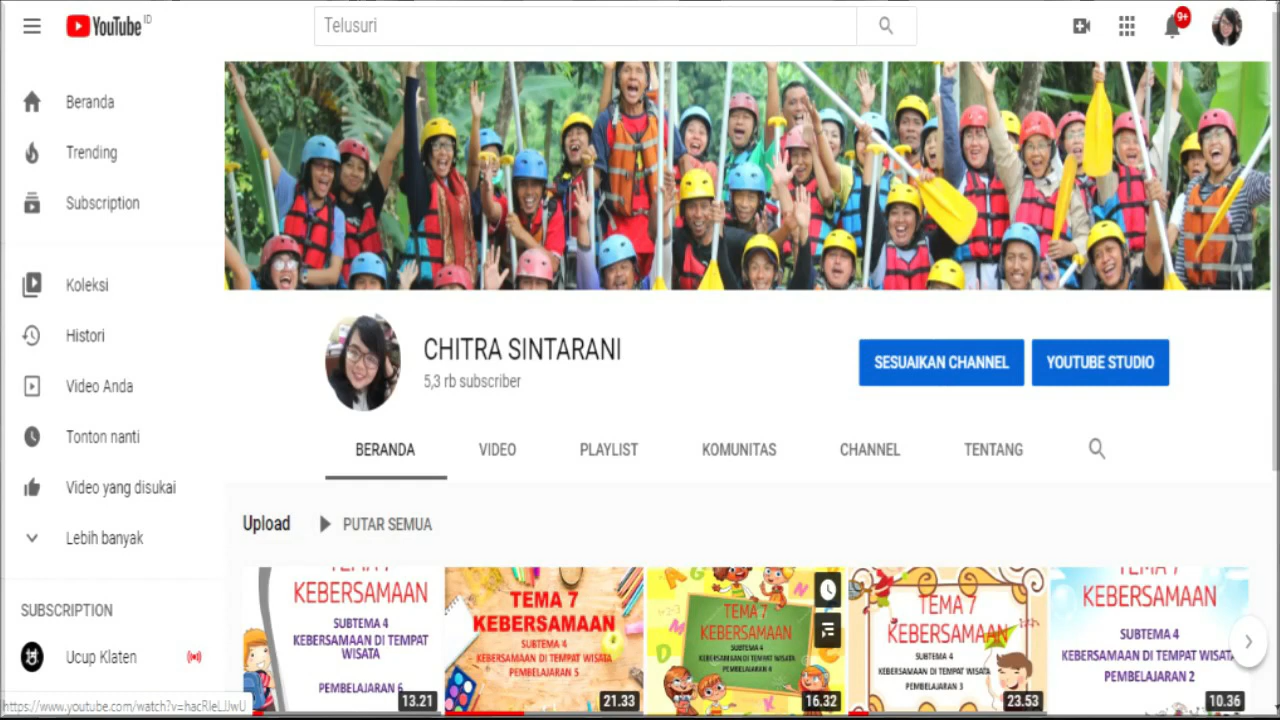 YouTube ID
Telusuri
9+
Beranda
Trending
Subscription
Koleksi
Histori
Video Anda
Tonton nanti
Video yang disukai
Lebih banyak
SUBSCRIPTION
Ucup Klaten
https://www.youtube.com/watch?v=hacRleLJJwU
CHITRA SINTARANI
5,3 rb subscriber
SESUAIKAN CHANNEL
YOUTUBE STUDIO
BERANDA
VIDEO
PLAYLIST
KOMUNITAS
CHANNEL
TENTANG
Upload
PUTAR SEMUA
TEMA 7
KEBERSAMAAN
SUBTEMA 4
KEBERSAMAAN DI TEMPAT
WISATA
PEMBELAJARAN 6
13.21
TEMA 7
KEBERSAMAAN
SUBTEMA 4
KEBERSAMAAN DI TEMPAT WISATA
PEMBELAJARAN 5
21.33
TEMA 7
KEBERSAMAAN
SUBTEMA 4
KEBERSAMAAN DI TEMPAT WISATA
PEMBELAJARAN 4
16.32
TEMA 7
KEBERSAMAAN
SUBTEMA 4
KEBERSAMAAN DI TEMPAT WISATA
PEMBELAJARAN 3
23.53
TEMA 7
KEBERSAMAAN
SUBTEMA 4
KEBERSAMAAN DI TEMPAT WISATA
PEMBELAJARAN 2
10.36